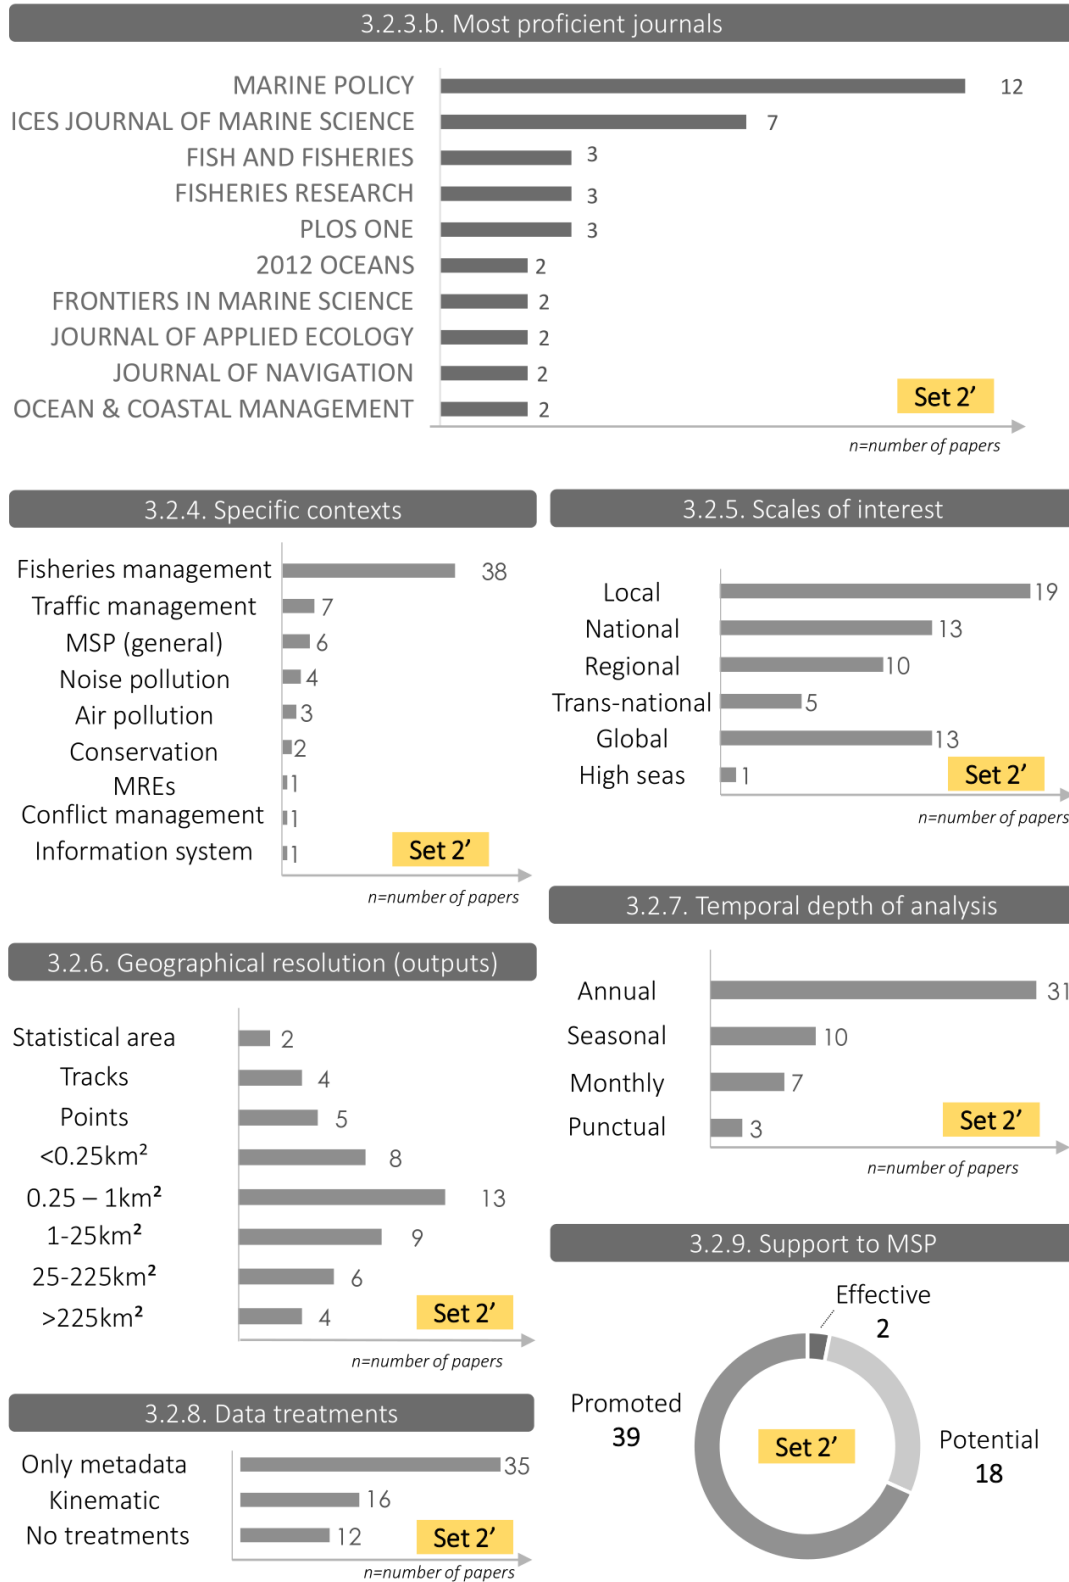 3.2.3.b. Most proficient journals
MARINE POLICY 12
ICES JOURNAL OF MARINE SCIENCE 7
FISH AND FISHERIES 3
FISHERIES RESEARCH 3
PLOS ONE 3
2012 OCEANS 2
FRONTIERS IN MARINE SCIENCE 2
JOURNAL OF APPLIED ECOLOGY 2
JOURNAL OF NAVIGATION 2
OCEAN & COASTAL MANAGEMENT 2
Set 2’
n=number of papers
3.2.4. Specific contexts
Fisheries management 38
Traffic management 7
MSP (general) 6
Noise pollution 4
Air pollution 3
Conservation 2
MREs 1
Conflict management 1
Information system 1
Set 2’
n=number of papers
3.2.5. Scales of interest
Local 19
National 13
Regional 10
Trans-national 5
Global 13
High seas 1
Set 2’
n=number of papers
3.2.6. Geographical resolution (outputs)
Statistical area 2
Tracks 4
Points 5
<0.25km² 8
0.25 – 1km² 13
1-25km² 9
25-225km² 6
>225km² 4
Set 2’
n=number of papers
3.2.7. Temporal depth of analysis
Annual 31
Seasonal 10
Monthly 7
Punctual 3
Set 2’
n=number of papers
3.2.8. Data treatments
Only metadata 35
Kinematic 16
No treatments 12
Set 2’
n=number of papers
3.2.9. Support to MSP
Effective
2
Promoted
39
Set 2’
Potential
18